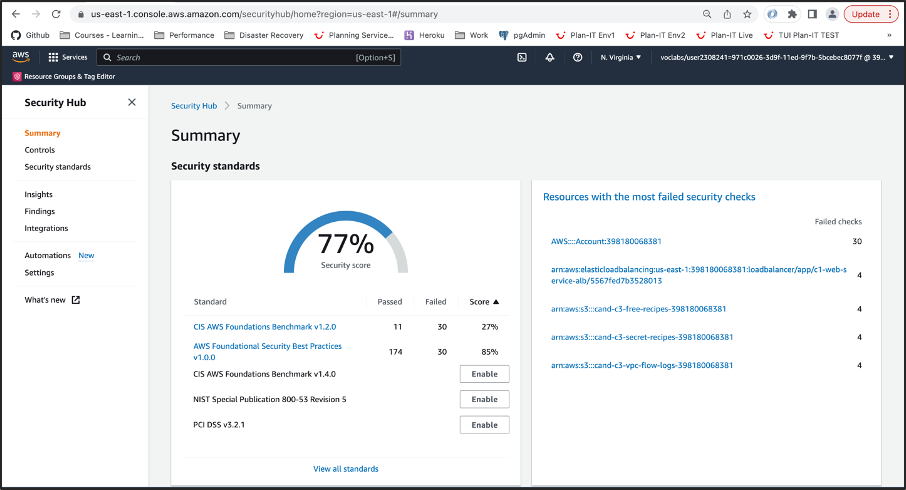 us-east-1.console.aws.amazon.com/securityhub/home?region=us-east-1#/summary
Update
Github
Courses - Learnin...
Performance
Disaster Recovery
Planning Service...
Heroku
Work
pgAdmin
Plan-IT Env1
Plan-IT Env2
Plan-IT Live
TUI Plan-IT TEST
»
aws
Services
Search
[Option+S]
N. Virginia
voclabs/user2308241=971c0026-3d9f-11ed-9f7b-5bcebec8077f @ 39...
Resource Groups & Tag Editor
Security Hub
Summary
Controls
Security standards
Insights
Findings
Integrations
Automations New
Settings
What's new
Security Hub > Summary
Summary
Security standards
77%
Security score
Standard Passed Failed Score
CIS AWS Foundations Benchmark v1.2.0 11 30 27%
AWS Foundational Security Best Practices
v1.0.0 174 30 85%
CIS AWS Foundations Benchmark v1.4.0 Enable
NIST Special Publication 800-53 Revision 5 Enable
PCI DSS v3.2.1 Enable
View all standards
Resources with the most failed security checks
Failed checks
AWS::::Account:398180068381 30
arn:aws:elasticloadbalancing:us-east-1:398180068381:loadbalancer/app/c1-web-
service-alb/5567fed7b3528013 4
arn:aws:s3:::cand-c3-free-recipes-398180068381 4
arn:aws:s3:::cand-c3-secret-recipes-398180068381 4
arn:aws:s3:::cand-c3-vpc-flow-logs-398180068381 4